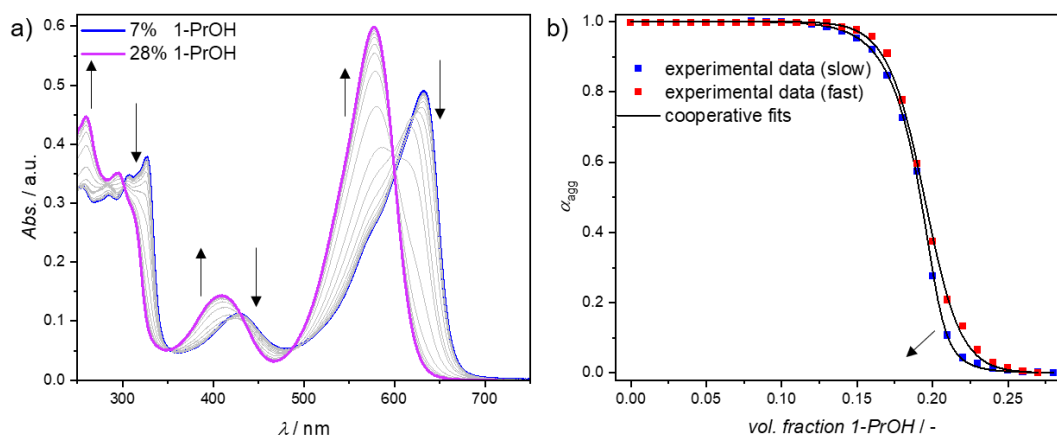 a)
7% 1-PrOH
28% 1-PrOH
0.6
0.5
0.4
0.3
0.2
0.1
0.0
Abs. / a.u.
300 400 500 600 700
λ / nm
b)
experimental data (slow)
experimental data (fast)
cooperative fits
1.0
0.8
0.6
0.4
0.2
0.0
αagg
0.00 0.05 0.10 0.15 0.20 0.25
vol. fraction 1-PrOH / -